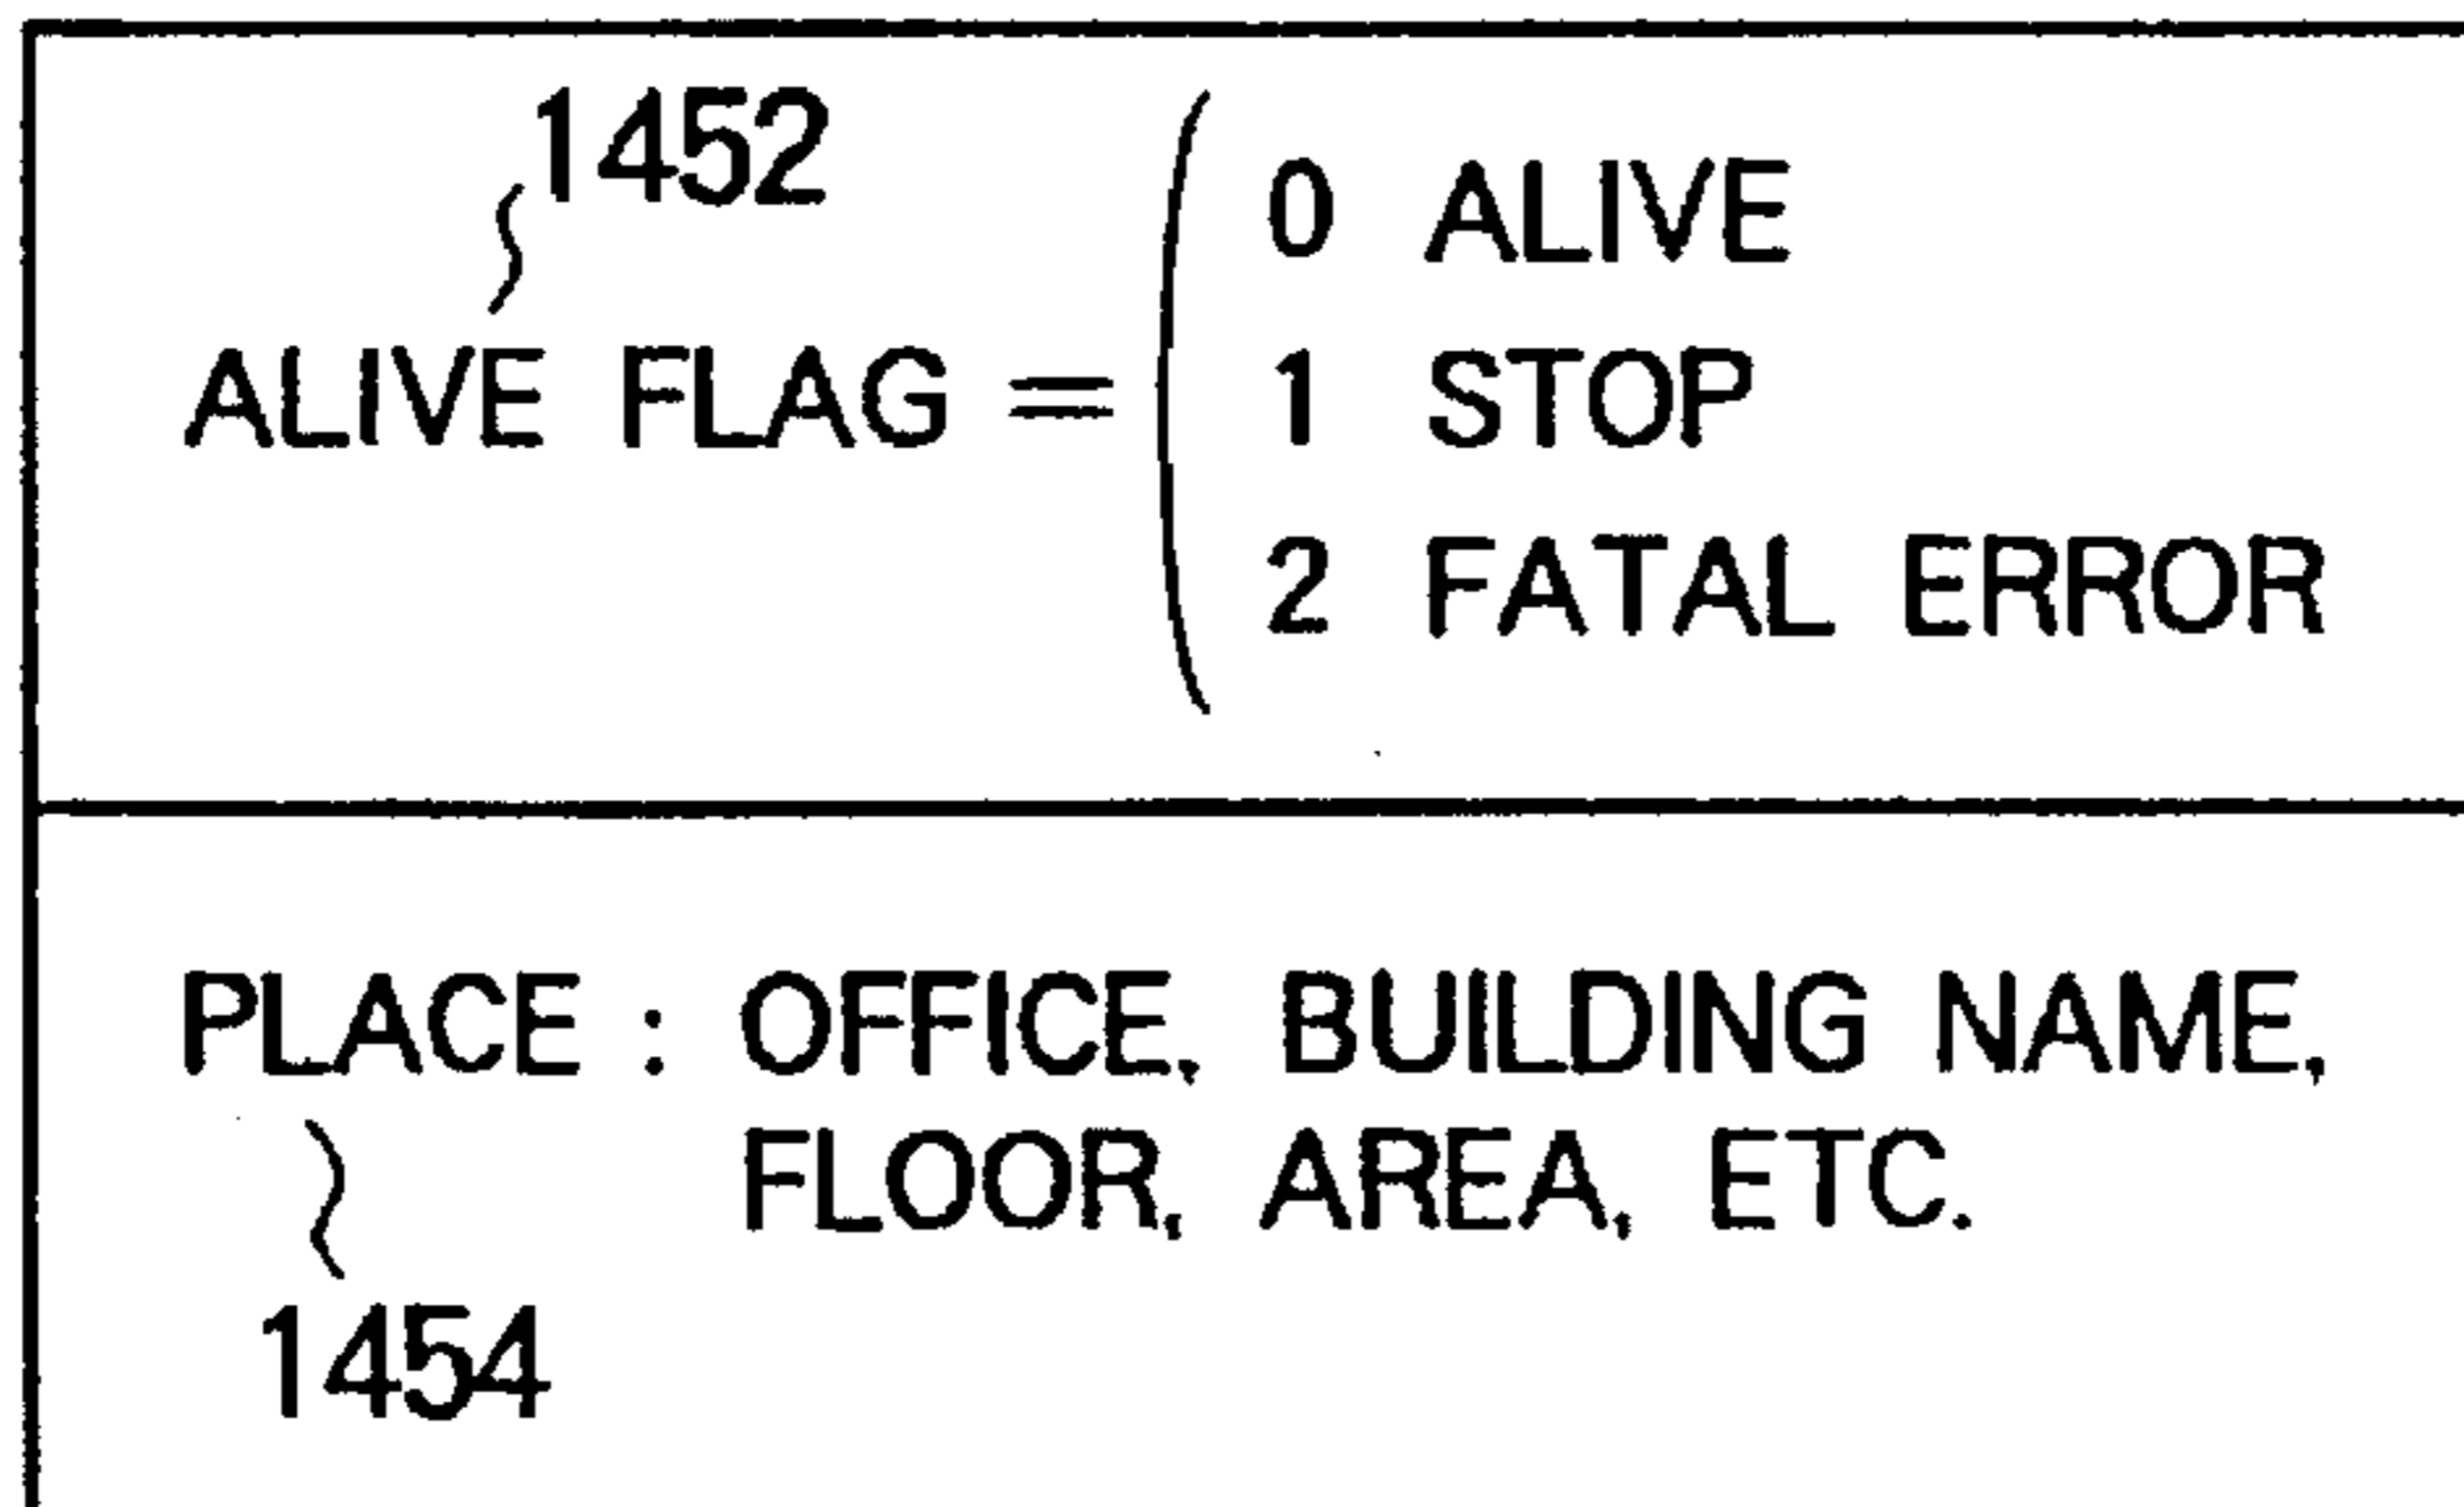 1452
0 ALIVE
ALIVE FLAG = 1 STOP
2 FATAL ERROR
PLACE : OFFICE, BUILDING NAME,
FLOOR, AREA, ETC.
1454